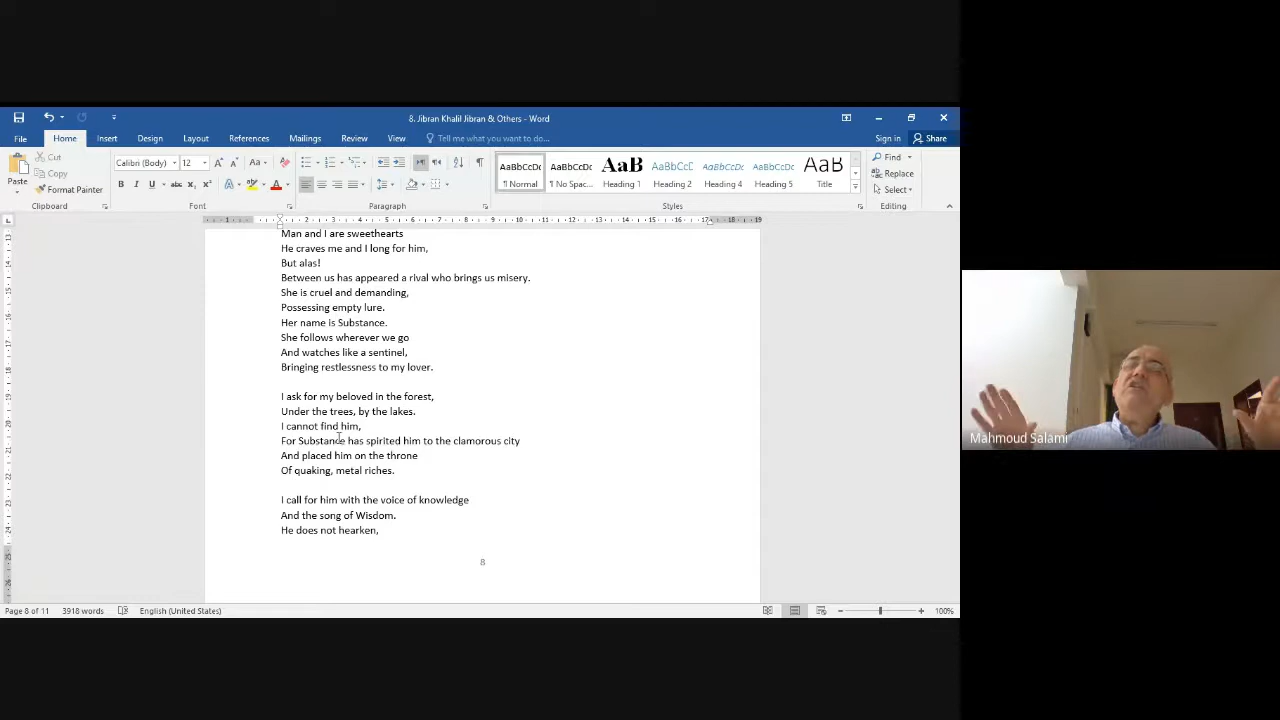 8. Jibran Khalil Jibran & Others - Word
File
Home
Insert
Design
Layout
References
Mailings
Review
View
Tell me what you want to do...
Sign in
Share
Paste
Cut
Copy
Format Painter
Clipboard
Calibri (Body)
12
Font
Paragraph
AaBbCcDc
¶ Normal
AaBbCcDc
¶ No Spac...
AaB
Heading 1
AaBbCcD
Heading 2
AaBbCcDc
Heading 4
AaBbCcDc
Heading 5
AaB
Title
Styles
Find
Replace
Select
Editing
Man and I are sweethearts
He craves me and I long for him,
But alas!
Between us has appeared a rival who brings us misery.
She is cruel and demanding,
Possessing empty lure.
Her name is Substance.
She follows wherever we go
And watches like a sentinel,
Bringing restlessness to my lover.
I ask for my beloved in the forest,
Under the trees, by the lakes.
I cannot find him,
For Substance has spirited him to the clamorous city
And placed him on the throne
Of quaking, metal riches.
I call for him with the voice of knowledge
And the song of Wisdom.
He does not hearken,
8
Page 8 of 11
3918 words
English (United States)
100%
Mahmoud Salami